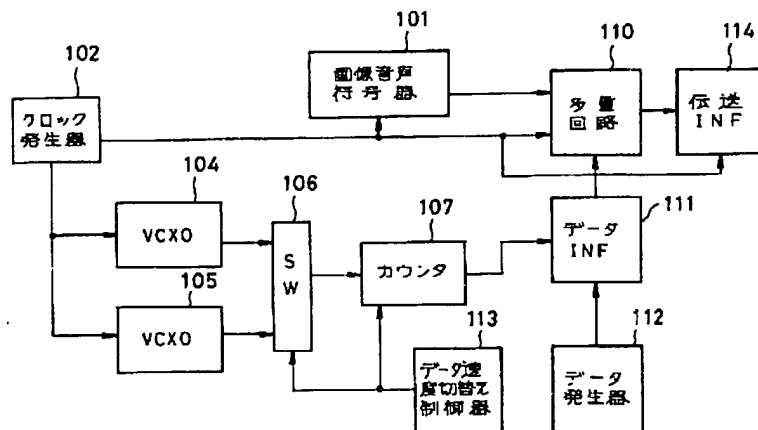 101
110
114
102
画像音声
符号器
多重
回路
伝送
INF
クロック
発生器
104
106
VCXO
107
111
S
W
カウンタ
データ
INF
105
VCXO
113
112
データ速
度切替え
制御器
データ
発生器